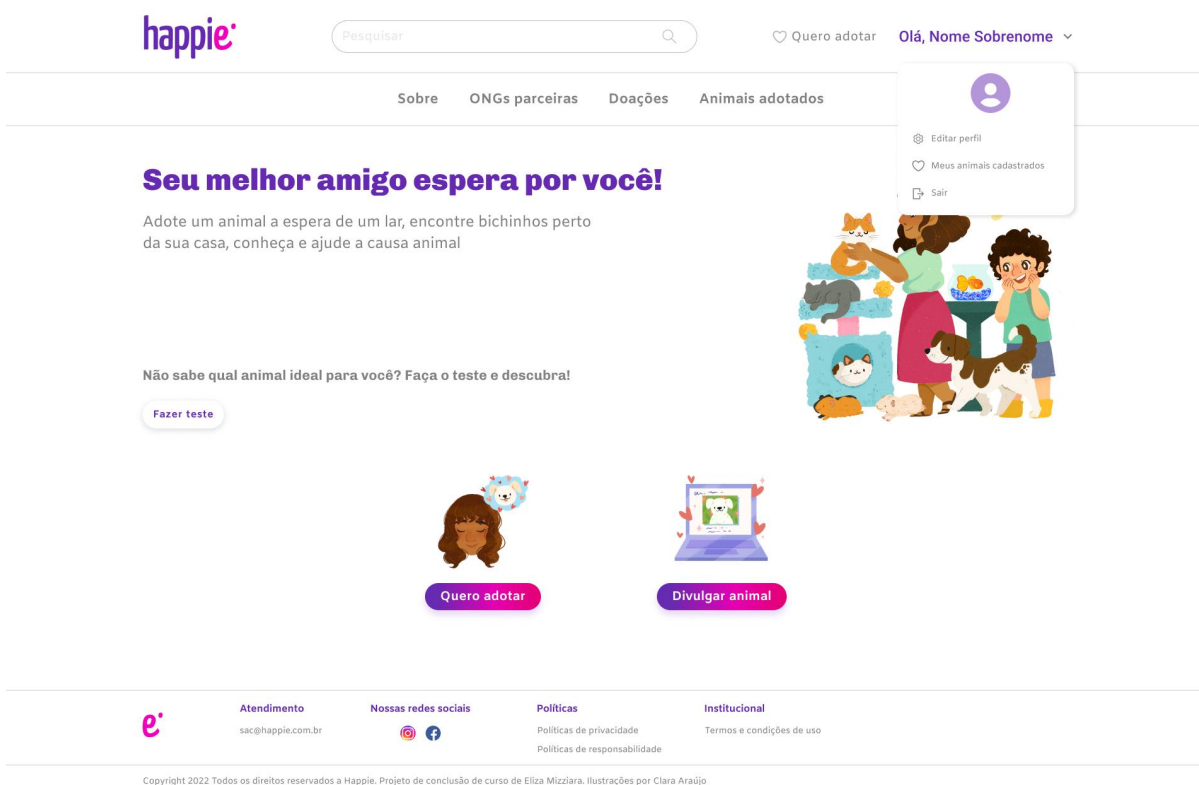 happie
Pesquisar
Quero adotar
Olá, Nome Sobrenome
Sobre
ONGs parceiras
Doações
Animais adotados
Editar perfil
Meus animais cadastrados
Sair
Seu melhor amigo espera por você!
Adote um animal a espera de um lar, encontre bichinhos perto
da sua casa, conheça e ajude a causa animal
Não sabe qual animal ideal para você? Faça o teste e descubra!
Fazer teste
Quero adotar
Divulgar animal
e
Atendimento
sac@happie.com.br
Nossas redes sociais
Políticas
Políticas de privacidade
Políticas de responsabilidade
Institucional
Termos e condições de uso
Copyright 2022 Todos os direitos reservados a Happie. Projeto de conclusão de curso de Eliza Mizziara. Ilustrações por Clara Araújo